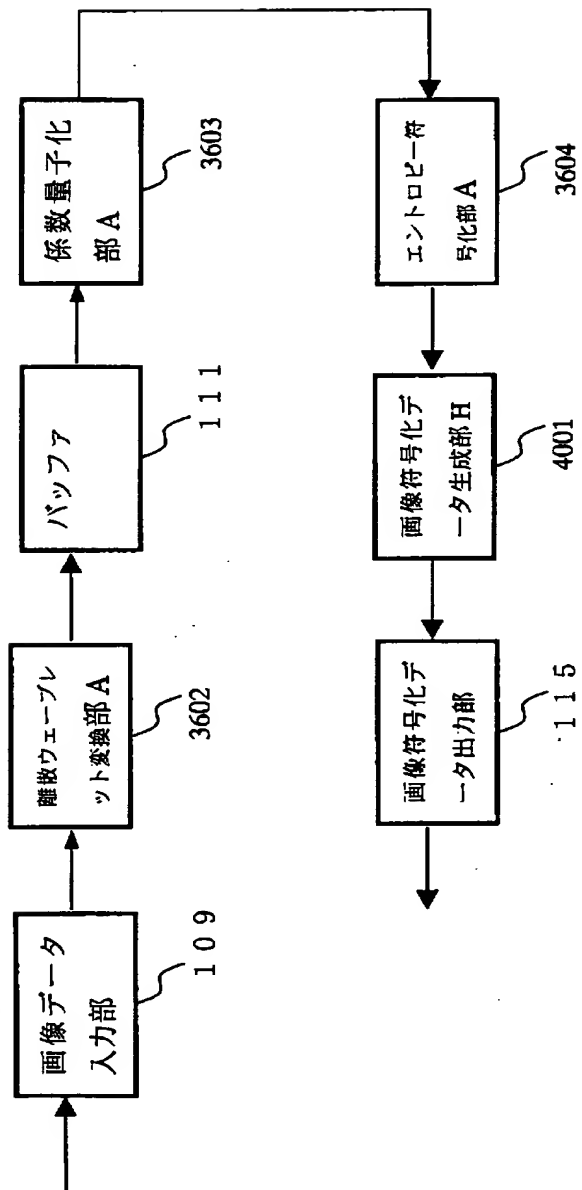 画像データ
入力部
109
離散ウェーブレ
ット変換部A
3602
バッファ
111
係数量子化
部A
3603
エントロピー符
号化部A
3604
画像符号化デ
ータ生成部H
4001
画像符号化デ
ータ出力部
115